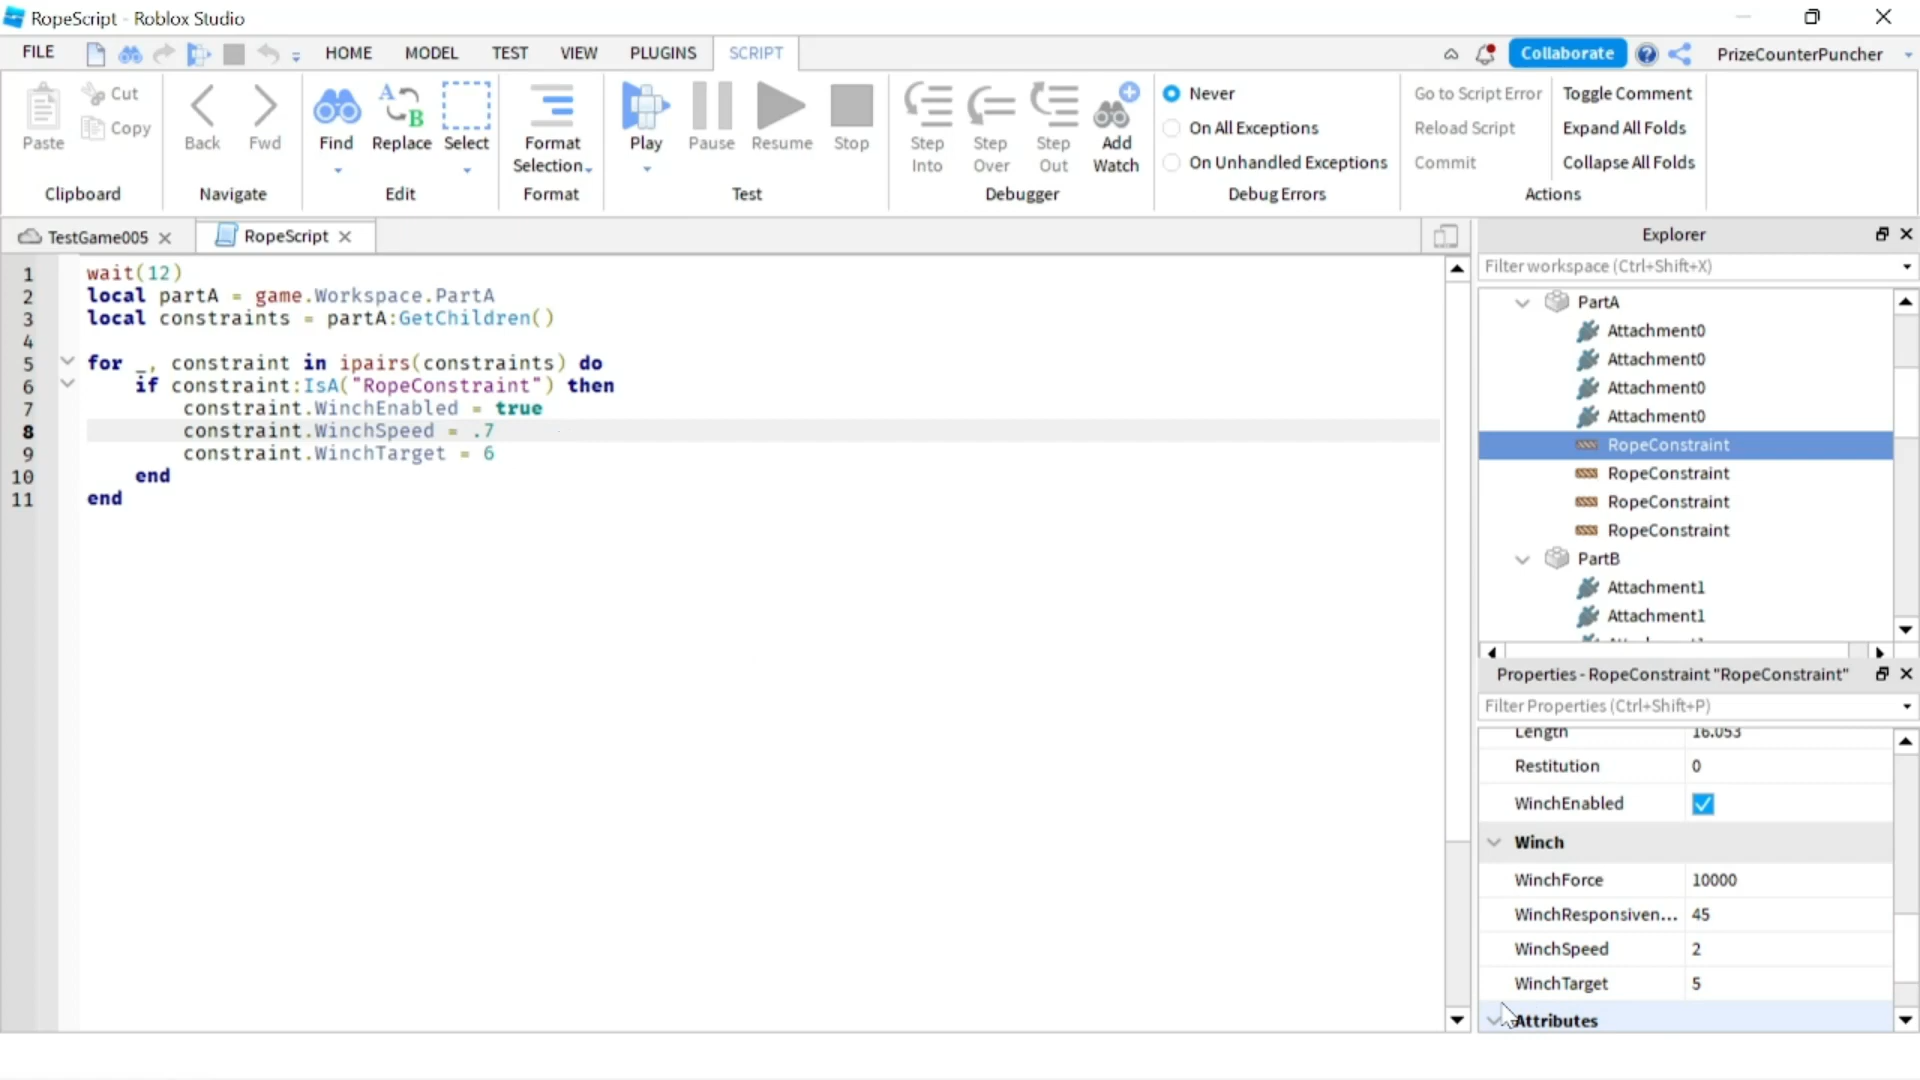 RopeScript - Roblox Studio
FILE HOME MODEL TEST VIEW PLUGINS SCRIPT Collaborate ? PrizeCounterPuncher
Paste Cut Copy
Clipboard
Back Fwd
Navigate
Find A B Replace Select
Edit
Format Selection
Format
Play Pause Resume Stop
Test
Step Into Step Over Step Out Add Watch
Debugger
Never
On All Exceptions
On Unhandled Exceptions
Debug Errors
Go to Script Error Toggle Comment
Reload Script Expand All Folds
Commit Collapse All Folds
Actions
TestGame005 RopeScript
1 wait(12)
2 local partA = game.Workspace.PartA
3 local constraints = partA:GetChildren()
4
5 for _, constraint in ipairs(constraints) do
6 if constraint:IsA("RopeConstraint") then
7 constraint.WinchEnabled = true
8 constraint.WinchSpeed = .7
9 constraint.WinchTarget = 6
10 end
11 end
Explorer
Filter workspace (Ctrl+Shift+X)
PartA
Attachment0
Attachment0
Attachment0
Attachment0
RopeConstraint
RopeConstraint
RopeConstraint
RopeConstraint
PartB
Attachment1
Attachment1
Properties - RopeConstraint "RopeConstraint"
Filter Properties (Ctrl+Shift+P)
Length 16.053
Restitution 0
WinchEnabled
Winch
WinchForce 10000
WinchResponsiven... 45
WinchSpeed 2
WinchTarget 5
Attributes